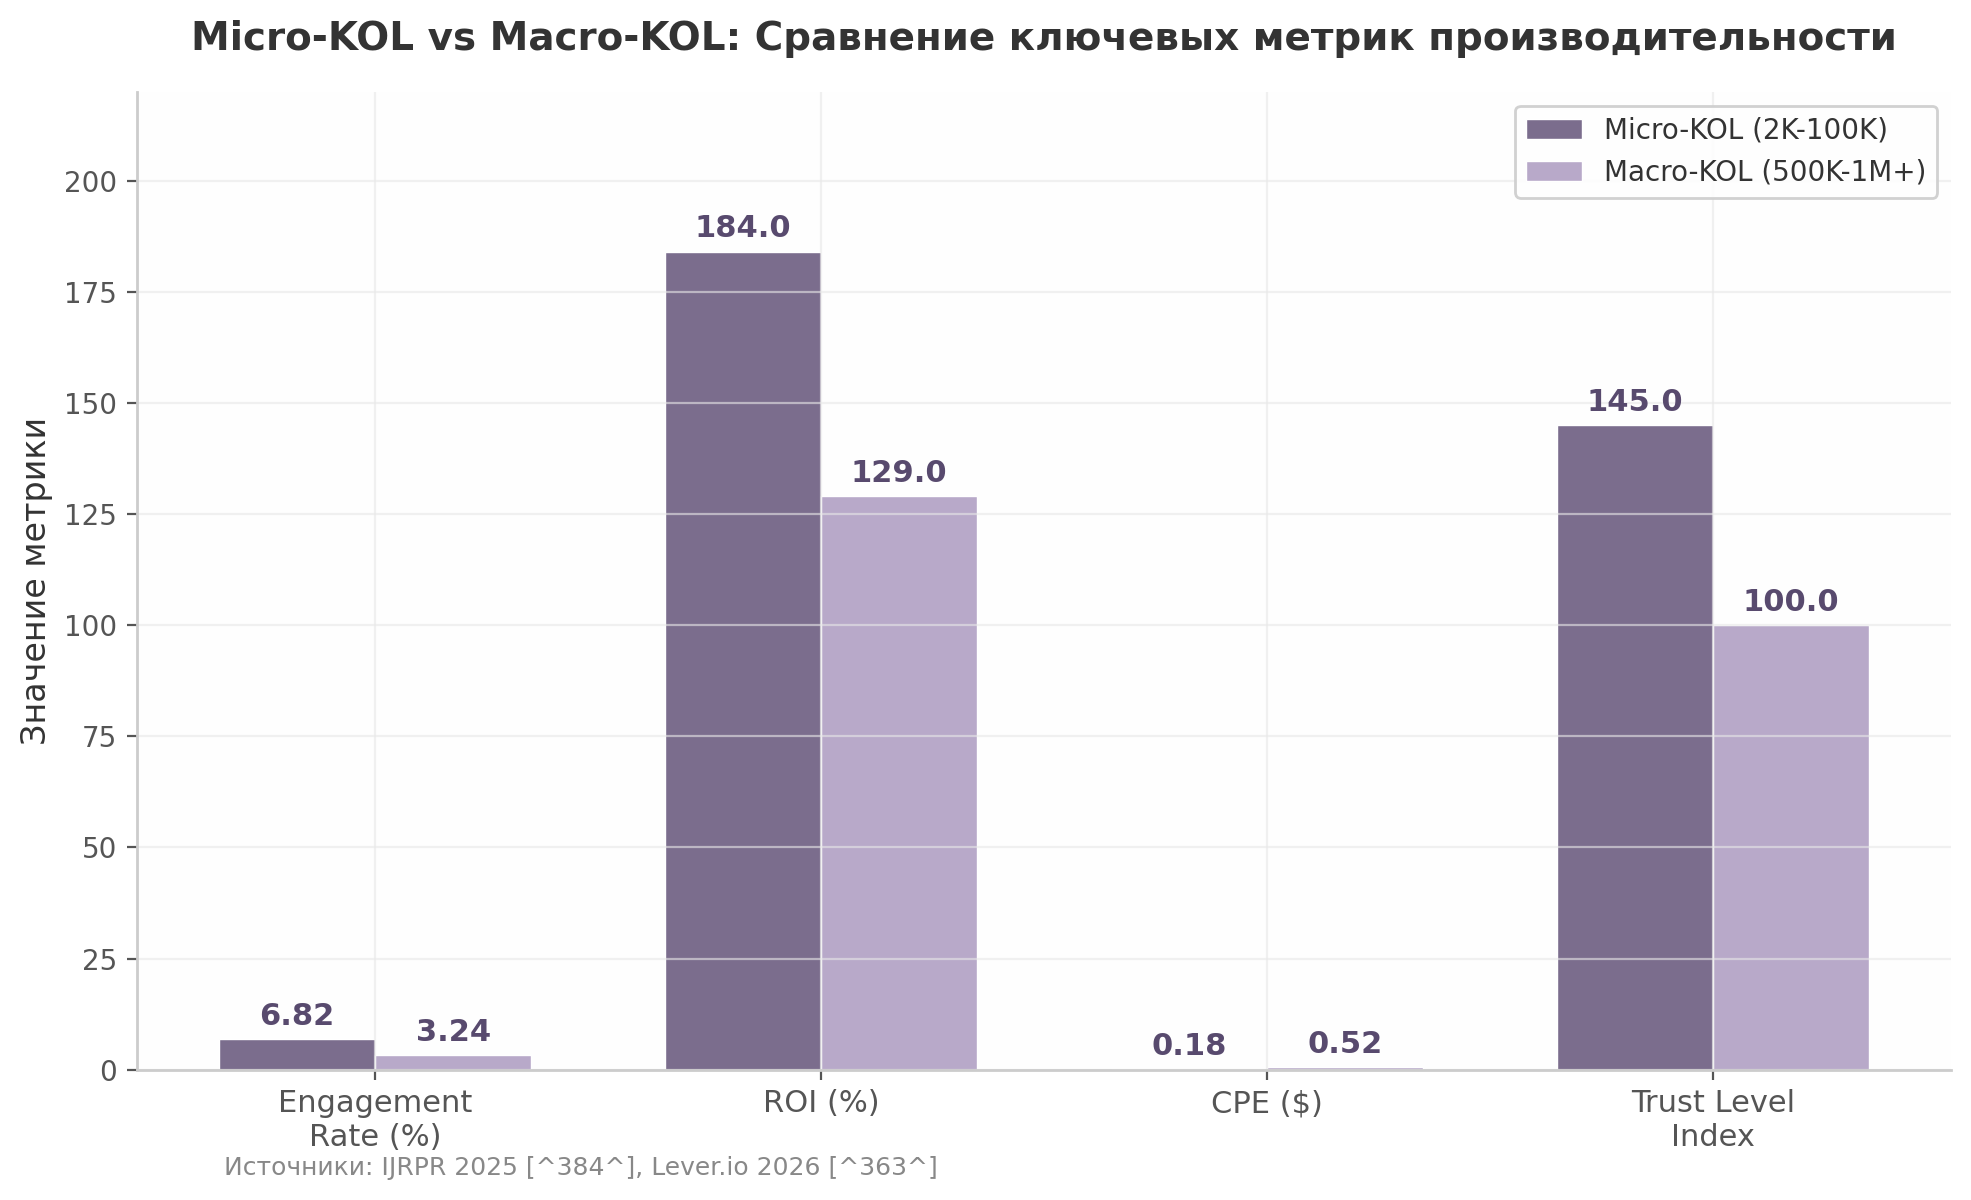 Micro-KOL vs Macro-KOL: Сравнение ключевых метрик производительности
Micro-KOL (2K-100K)
Macro-KOL (500K-1M+)
Значение метрики
200
175
150
125
100
75
50
25
0
6.82
3.24
184.0
129.0
0.18
0.52
145.0
100.0
Engagement
Rate (%)
ROI (%)
CPE ($)
Trust Level
Index
Источники: IJRPR 2025 [^384^], Lever.io 2026 [^363^]